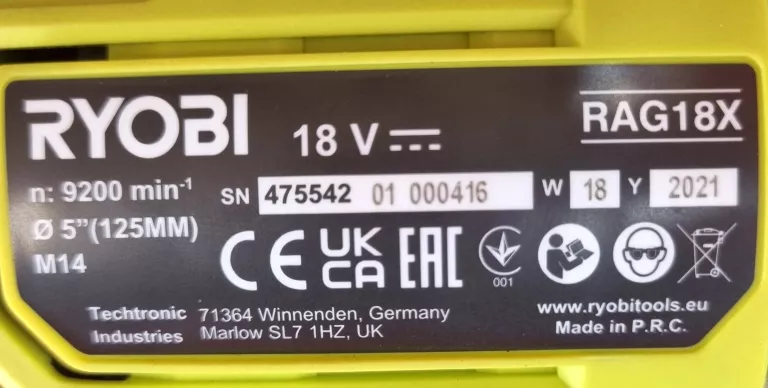 RYOBI
18 V
RAG18X
n: 9200 min⁻¹
SN 475542 01 000416 W 18 Y 2021
Ø 5”(125MM)
M14
CE UK CA EAC
001
Techtronic Industries
71364 Winnenden, Germany
Marlow SL7 1HZ, UK
www.ryobitools.eu
Made in P.R.C.